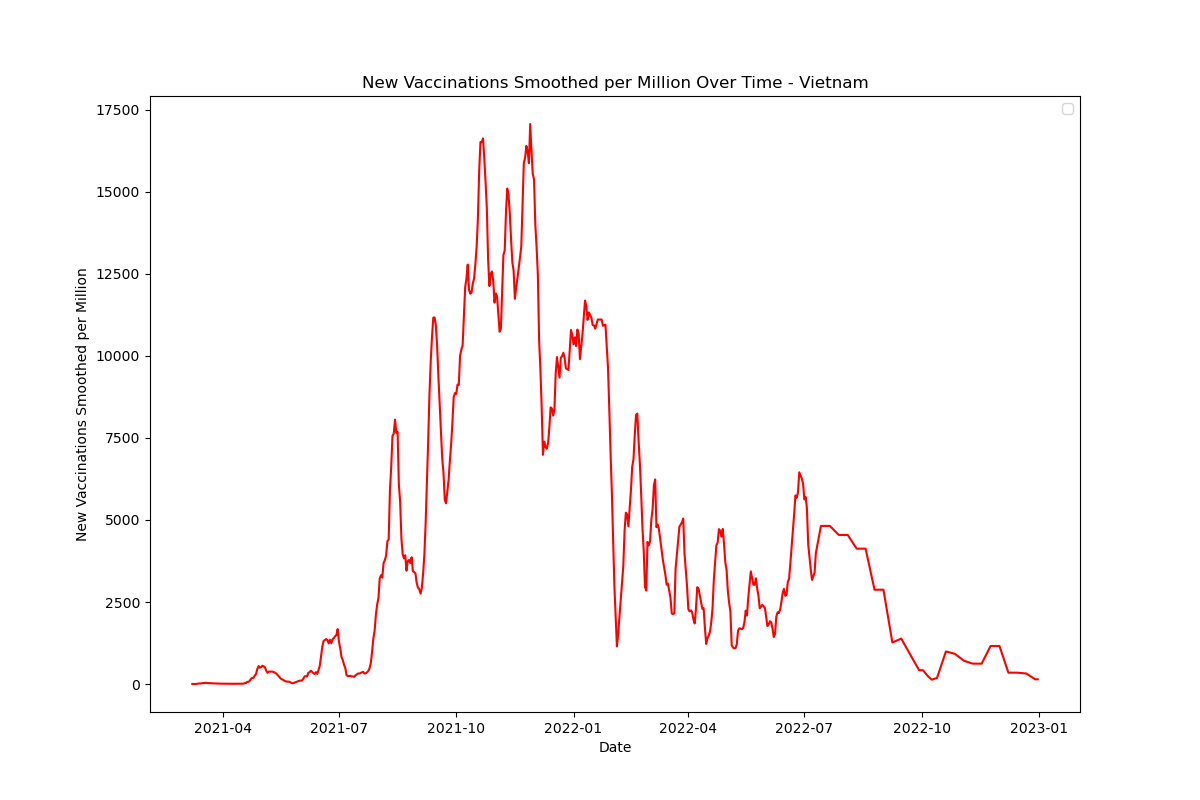 New Vaccinations Smoothed per Million Over Time - Vietnam
17500
15000
12500
10000
7500
5000
2500
0
New Vaccinations Smoothed per Million
2021-04 2021-07 2021-10 2022-01 2022-04 2022-07 2022-10 2023-01
Date